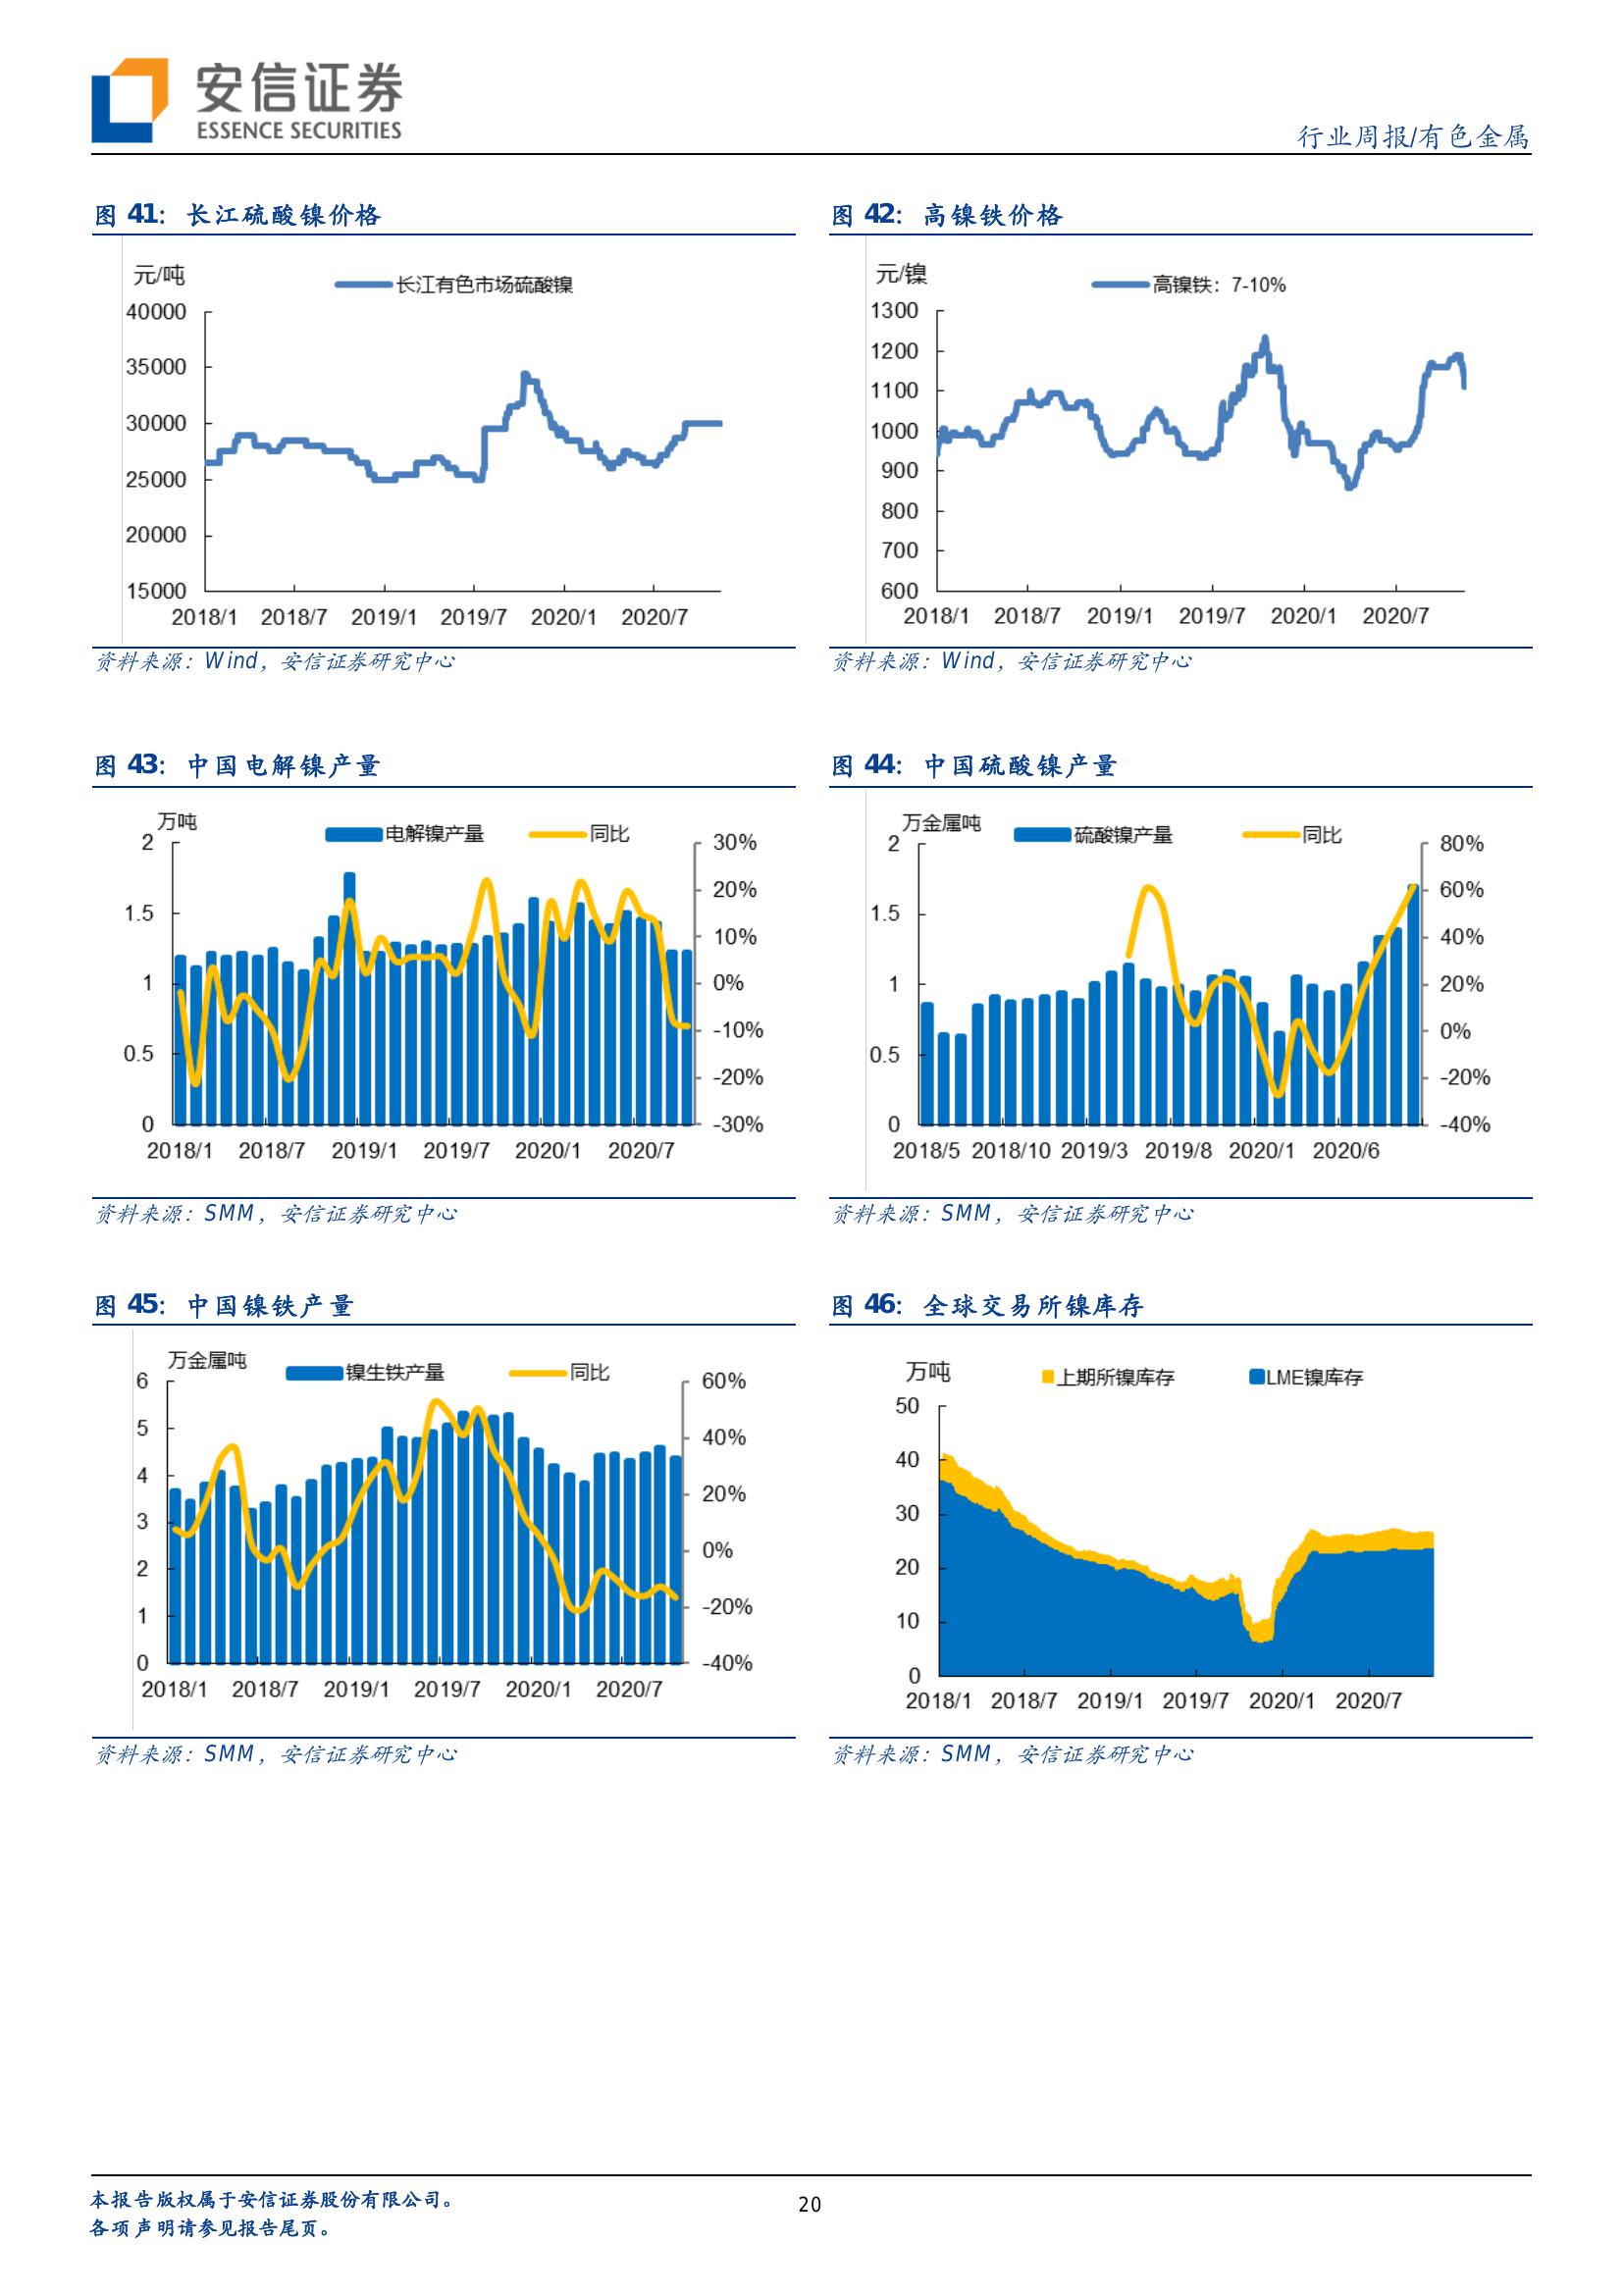 安信证券
ESSENCE SECURITIES
行业周报/有色金属
图 41：长江硫酸镍价格
元/吨
长江有色市场硫酸镍
40000
35000
30000
25000
20000
15000
2018/1 2018/7 2019/1 2019/7 2020/1 2020/7
资料来源：Wind，安信证券研究中心
图 42：高镍铁价格
元/镍
高镍铁：7-10%
1300
1200
1100
1000
900
800
700
600
2018/1 2018/7 2019/1 2019/7 2020/1 2020/7
资料来源：Wind，安信证券研究中心
图 43：中国电解镍产量
万吨
电解镍产量 同比
2 30%
20%
1.5
10%
1 0%
-10%
0.5
-20%
0 -30%
2018/1 2018/7 2019/1 2019/7 2020/1 2020/7
资料来源：SMM，安信证券研究中心
图 44：中国硫酸镍产量
万金属吨
硫酸镍产量 同比
2 80%
60%
1.5
40%
1 20%
0%
0.5
-20%
0 -40%
2018/5 2018/10 2019/3 2019/8 2020/1 2020/6
资料来源：SMM，安信证券研究中心
图 45：中国镍铁产量
万金属吨
镍生铁产量 同比
6 60%
5
40%
4
20%
3
0%
2
-20%
1
0 -40%
2018/1 2018/7 2019/1 2019/7 2020/1 2020/7
资料来源：SMM，安信证券研究中心
图 46：全球交易所镍库存
万吨
上期所镍库存 LME镍库存
50
40
30
20
10
0
2018/1 2018/7 2019/1 2019/7 2020/1 2020/7
资料来源：SMM，安信证券研究中心
本报告版权属于安信证券股份有限公司。
各项声明请参见报告尾页。
20